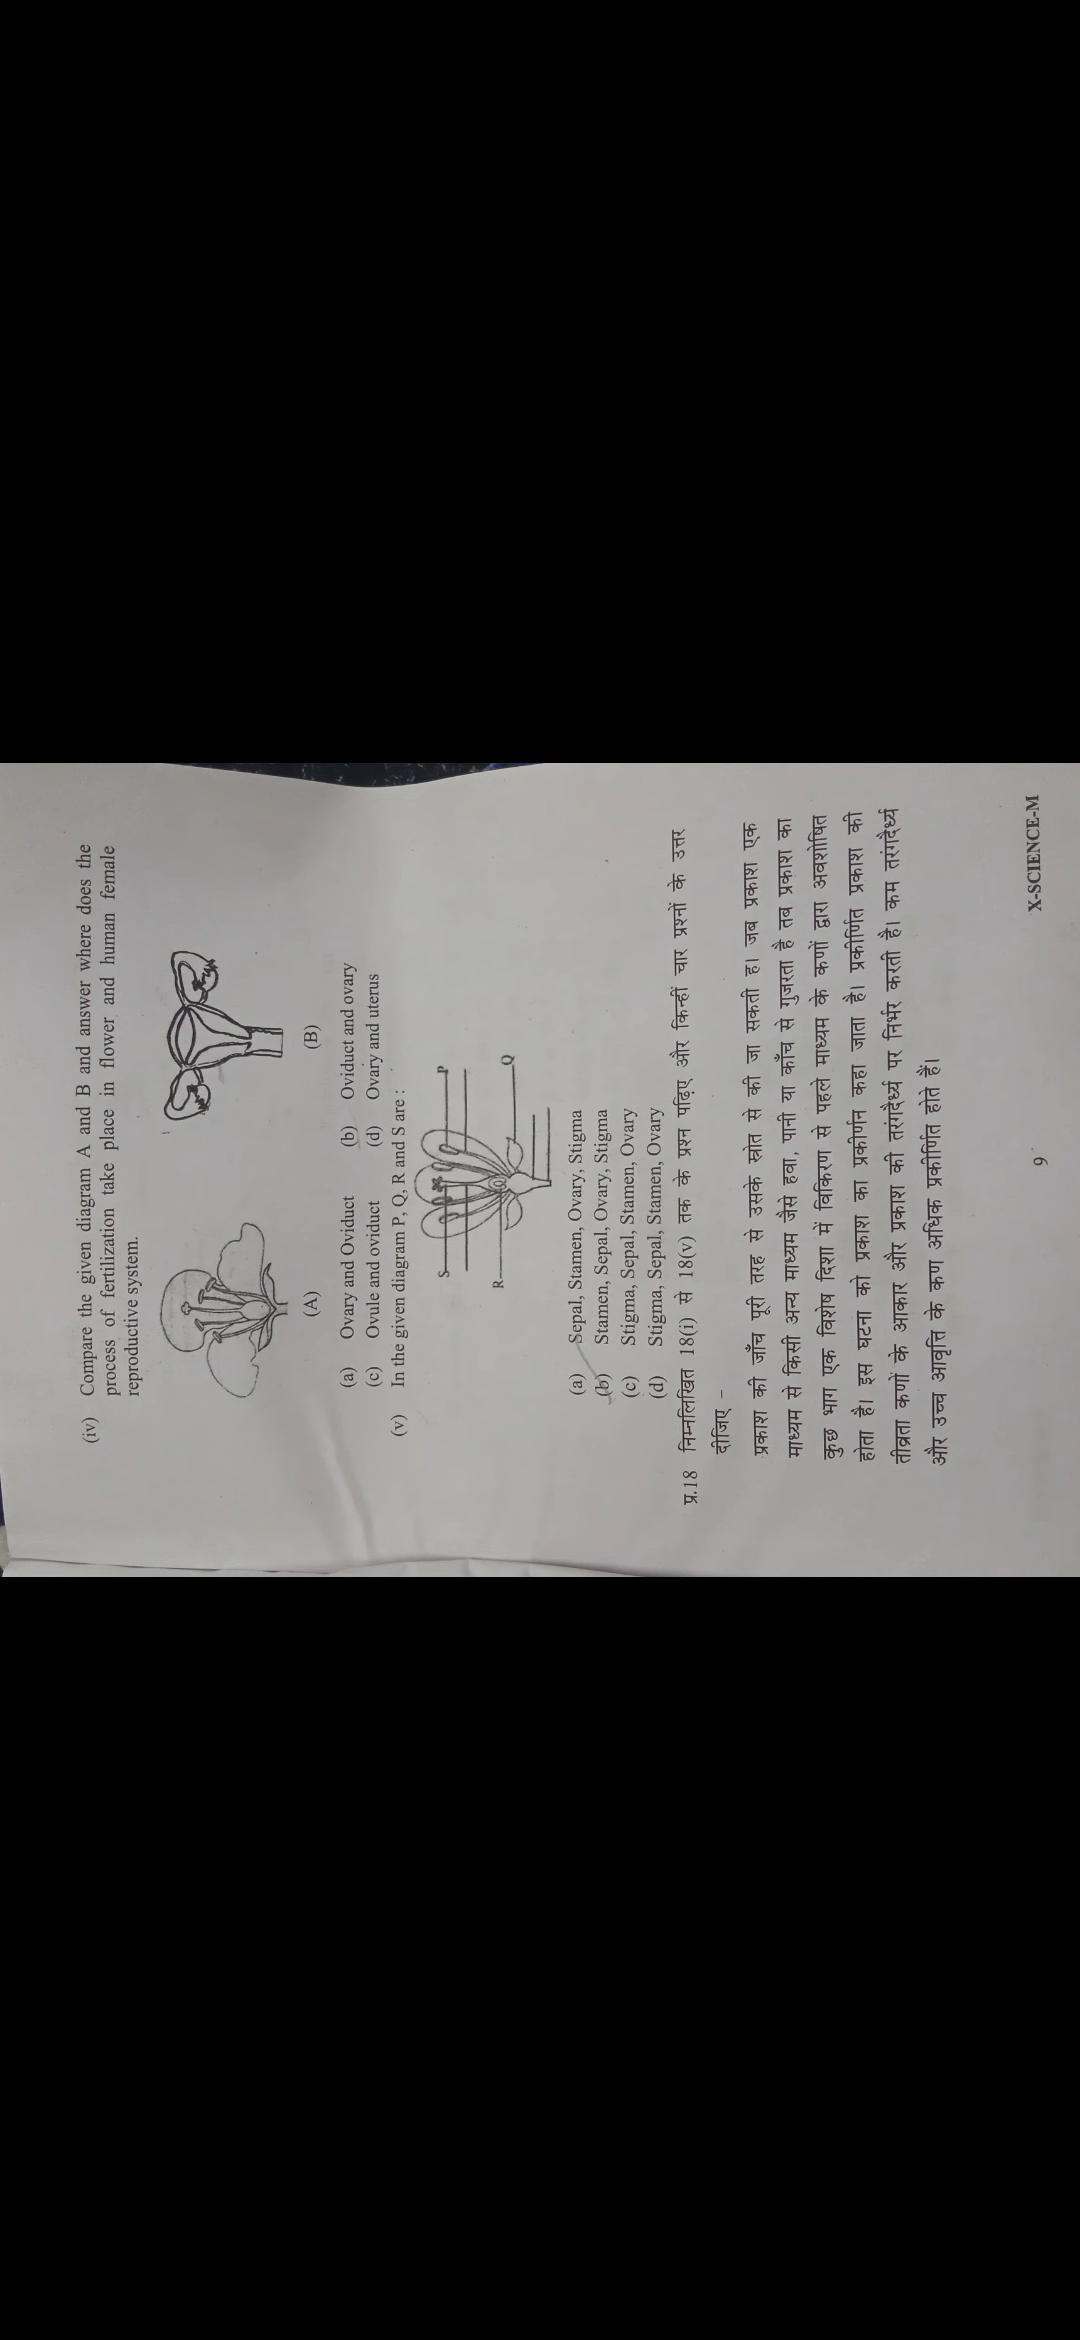 (iv) Compare the given diagram A and B and answer where does the
process of fertilization take place in flower and human female
reproductive system.
(A) (B)
(a) Ovary and Oviduct (b) Oviduct and ovary
(c) Ovule and oviduct (d) Ovary and uterus
(v) In the given diagram P, Q, R and S are :
S P
R Q
(a) Sepal, Stamen, Ovary, Stigma
(b) Stamen, Sepal, Ovary, Stigma
(c) Stigma, Sepal, Stamen, Ovary
(d) Stigma, Sepal, Stamen, Ovary
प्र.18 निम्नलिखित 18(i) से 18(v) तक के प्रश्न पढ़िए और किन्हीं चार प्रश्नों के उत्तर
दीजिए -
प्रकाश की जाँच पूरी तरह से उसके स्त्रोत से की जा सकती ह। जब प्रकाश एक
माध्यम से किसी अन्य माध्यम जैसे हवा, पानी या काँच से गुजरता है तब प्रकाश का
कुछ भाग एक विशेष दिशा में विकिरण से पहले माध्यम के कणों द्वारा अवशोषित
होता है। इस घटना को प्रकाश का प्रकीर्णन कहा जाता है। प्रकीर्णित प्रकाश की
तीव्रता कणों के आकार और प्रकाश की तरंगदैर्ध्य पर निर्भर करती है। कम तरंगदैर्ध्य
और उच्च आवृत्ति के कण अधिक प्रकीर्णित होते हैं।
9 X-SCIENCE-M